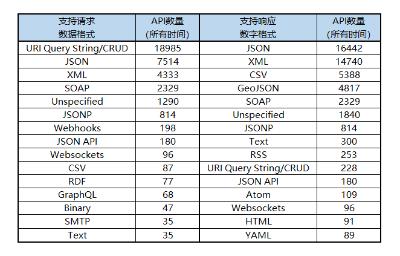 支持请求 API数量 支持响应 API数量
数据格式 (所有时间) 数字格式 (所有时间)
URI Query String/CRUD 18985 JSON 16442
JSON 7514 XML 14740
XML 4333 CSV 5388
SOAP 2329 GeoJSON 4817
Unspecified 1290 SOAP 2329
JSONP 814 Unspecified 1840
Webhooks 198 JSONP 814
JSON API 180 Text 300
Websockets 96 RSS 253
CSV 87 URI Query String/CRUD 228
RDF 77 JSON API 180
GraphQL 68 Atom 109
Binary 47 Websockets 96
SMTP 35 HTML 91
Text 35 YAML 89